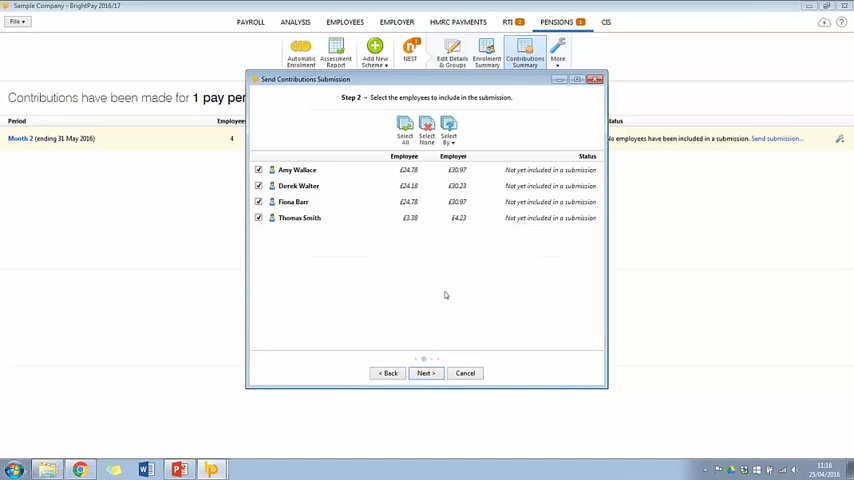 Sample Company - BrightPay 2016/17
File
PAYROLL ANALYSIS EMPLOYEES EMPLOYER HMRC PAYMENTS RTI 2 PENSIONS 1 CIS
Automatic Enrolment
Assessment Report
Add New Scheme
NEST
Edit Details & Groups
Enrolment Summary
Contributions Summary
More
Contributions have been made for 1 pay per
Period
Employees
Status
Month 2 (ending 31 May 2016) 4
No employees have been included in a submission. Send submission...
Send Contributions Submission
Step 2 – Select the employees to include in the submission.
Select All
Select None
Select By
Employee Employer Status
Amy Wallace £24.78 £30.97 Not yet included in a submission
Derek Walter £24.18 £30.23 Not yet included in a submission
Fiona Barr £24.78 £30.97 Not yet included in a submission
Thomas Smith £3.38 £4.23 Not yet included in a submission
< Back Next > Cancel
11:16
25/04/2016